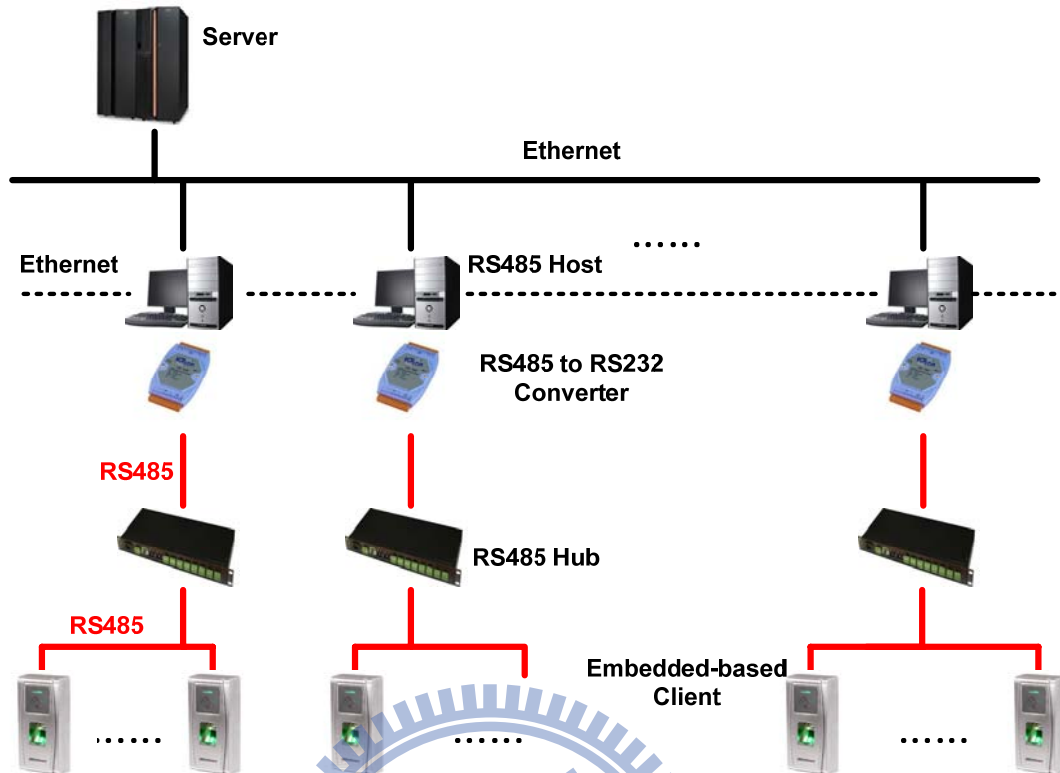 Server
Ethernet
Ethernet
RS485 Host
RS485 to RS232
Converter
RS485
RS485 Hub
RS485
Embedded-based
Client